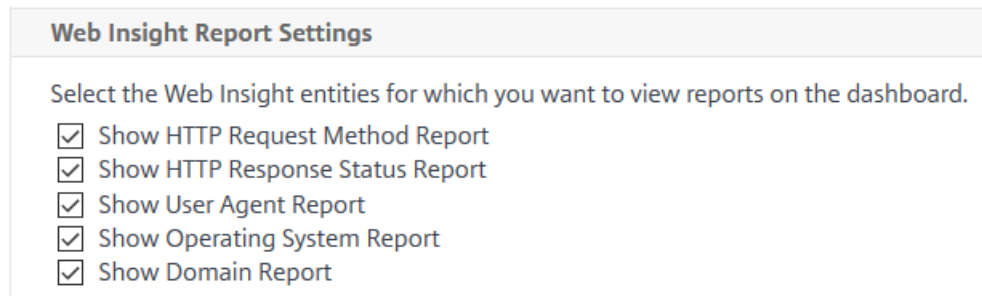 Web Insight Report Settings
Select the Web Insight entities for which you want to view reports on the dashboard.
Show HTTP Request Method Report
Show HTTP Response Status Report
Show User Agent Report
Show Operating System Report
Show Domain Report